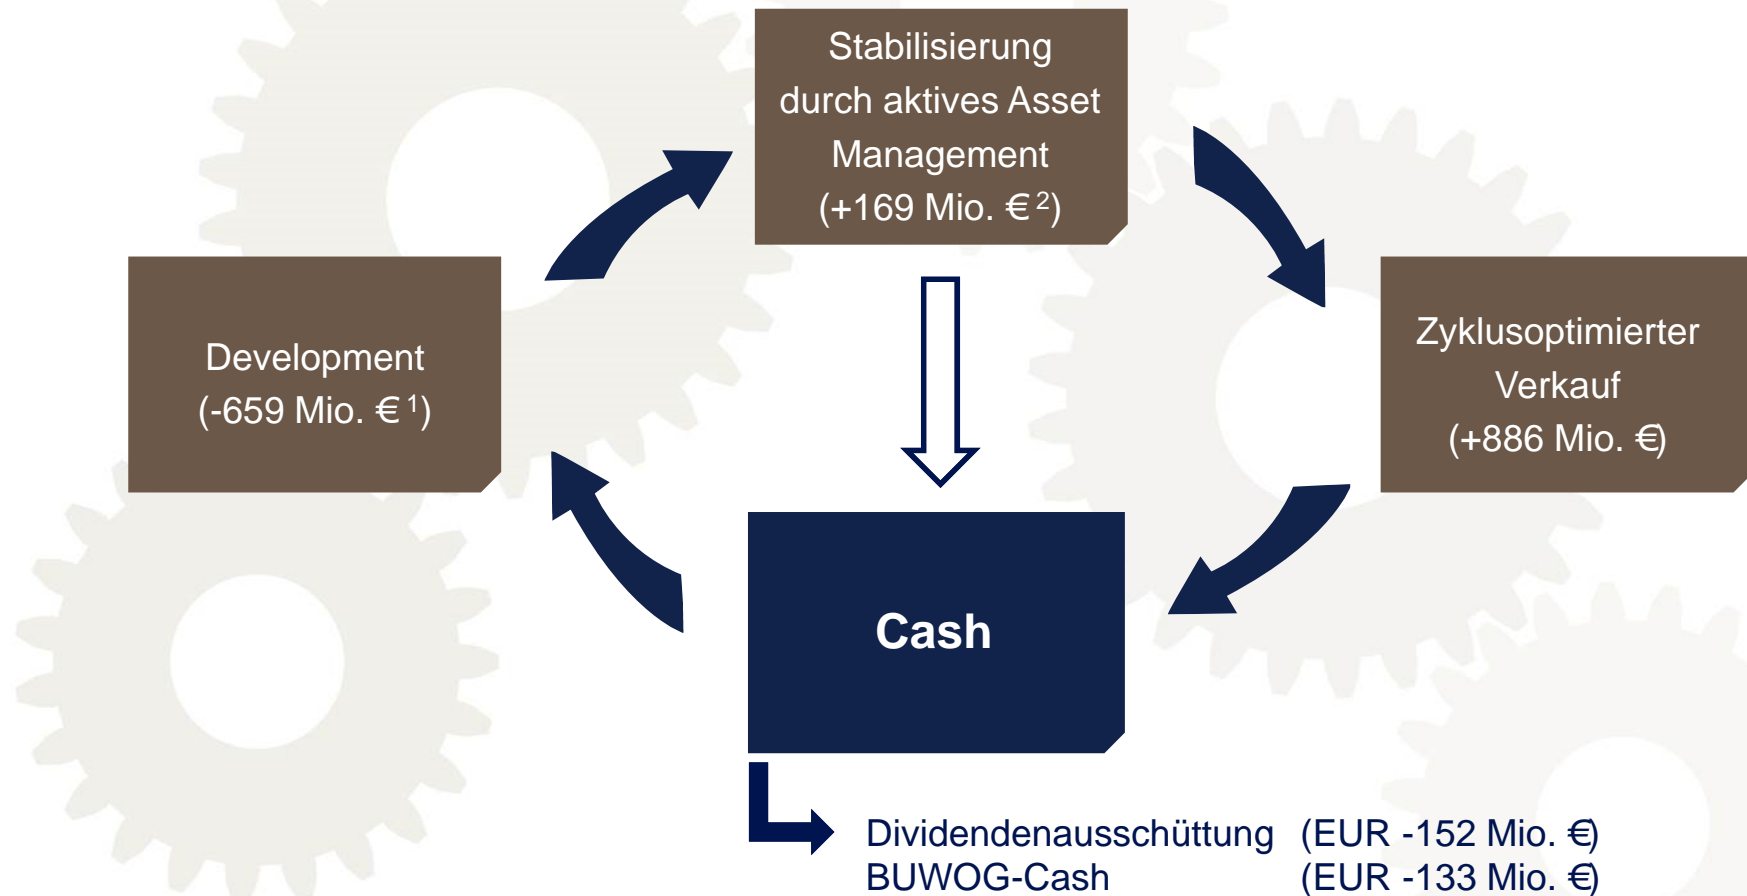 Stabilisierung
durch aktives Asset
Management
(+169 Mio. € ²)
Development
(-659 Mio. € ¹)
Zyklusoptimierter
Verkauf
(+886 Mio. €)
Cash
Dividendenausschüttung (EUR -152 Mio. €)
BUWOG-Cash (EUR -133 Mio. €)